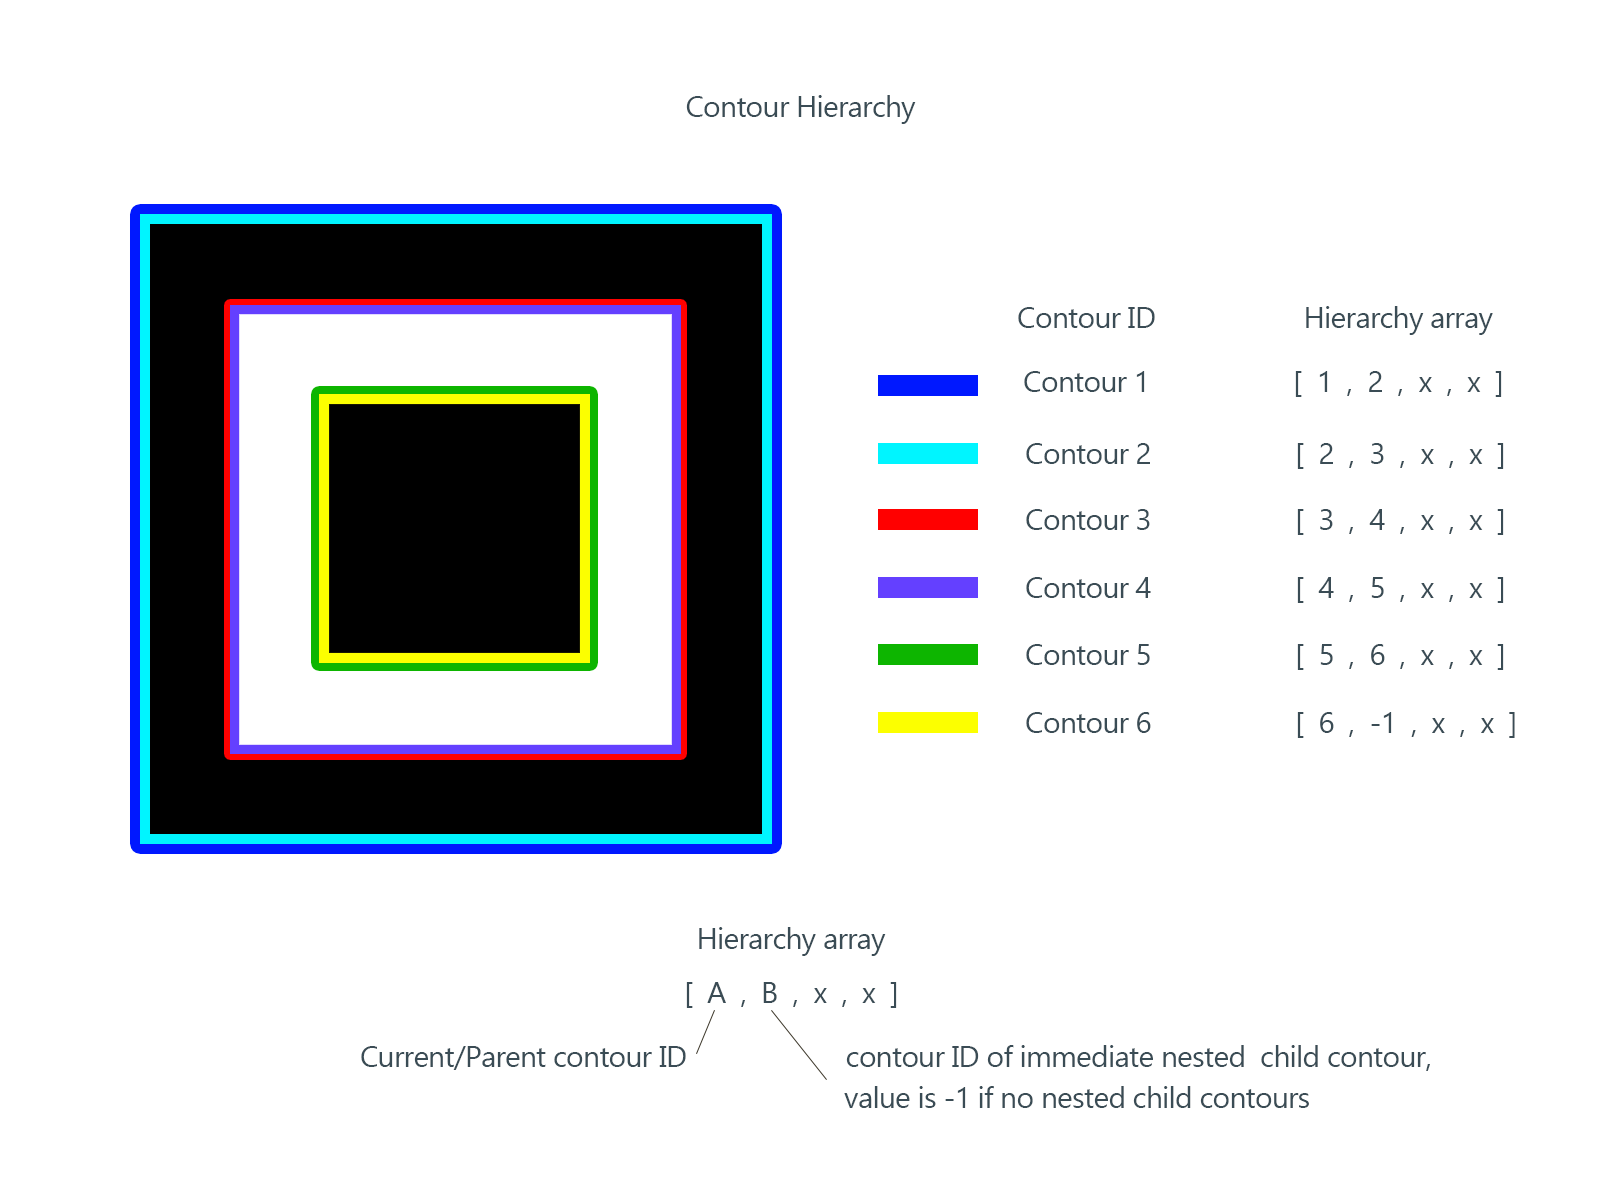 Contour Hierarchy
Contour ID Hierarchy array
Contour 1 [ 1 , 2 , x , x ]
Contour 2 [ 2 , 3 , x , x ]
Contour 3 [ 3 , 4 , x , x ]
Contour 4 [ 4 , 5 , x , x ]
Contour 5 [ 5 , 6 , x , x ]
Contour 6 [ 6 , -1 , x , x ]
Hierarchy array
[ A , B , x , x ]
Current/Parent contour ID
contour ID of immediate nested child contour,
value is -1 if no nested child contours